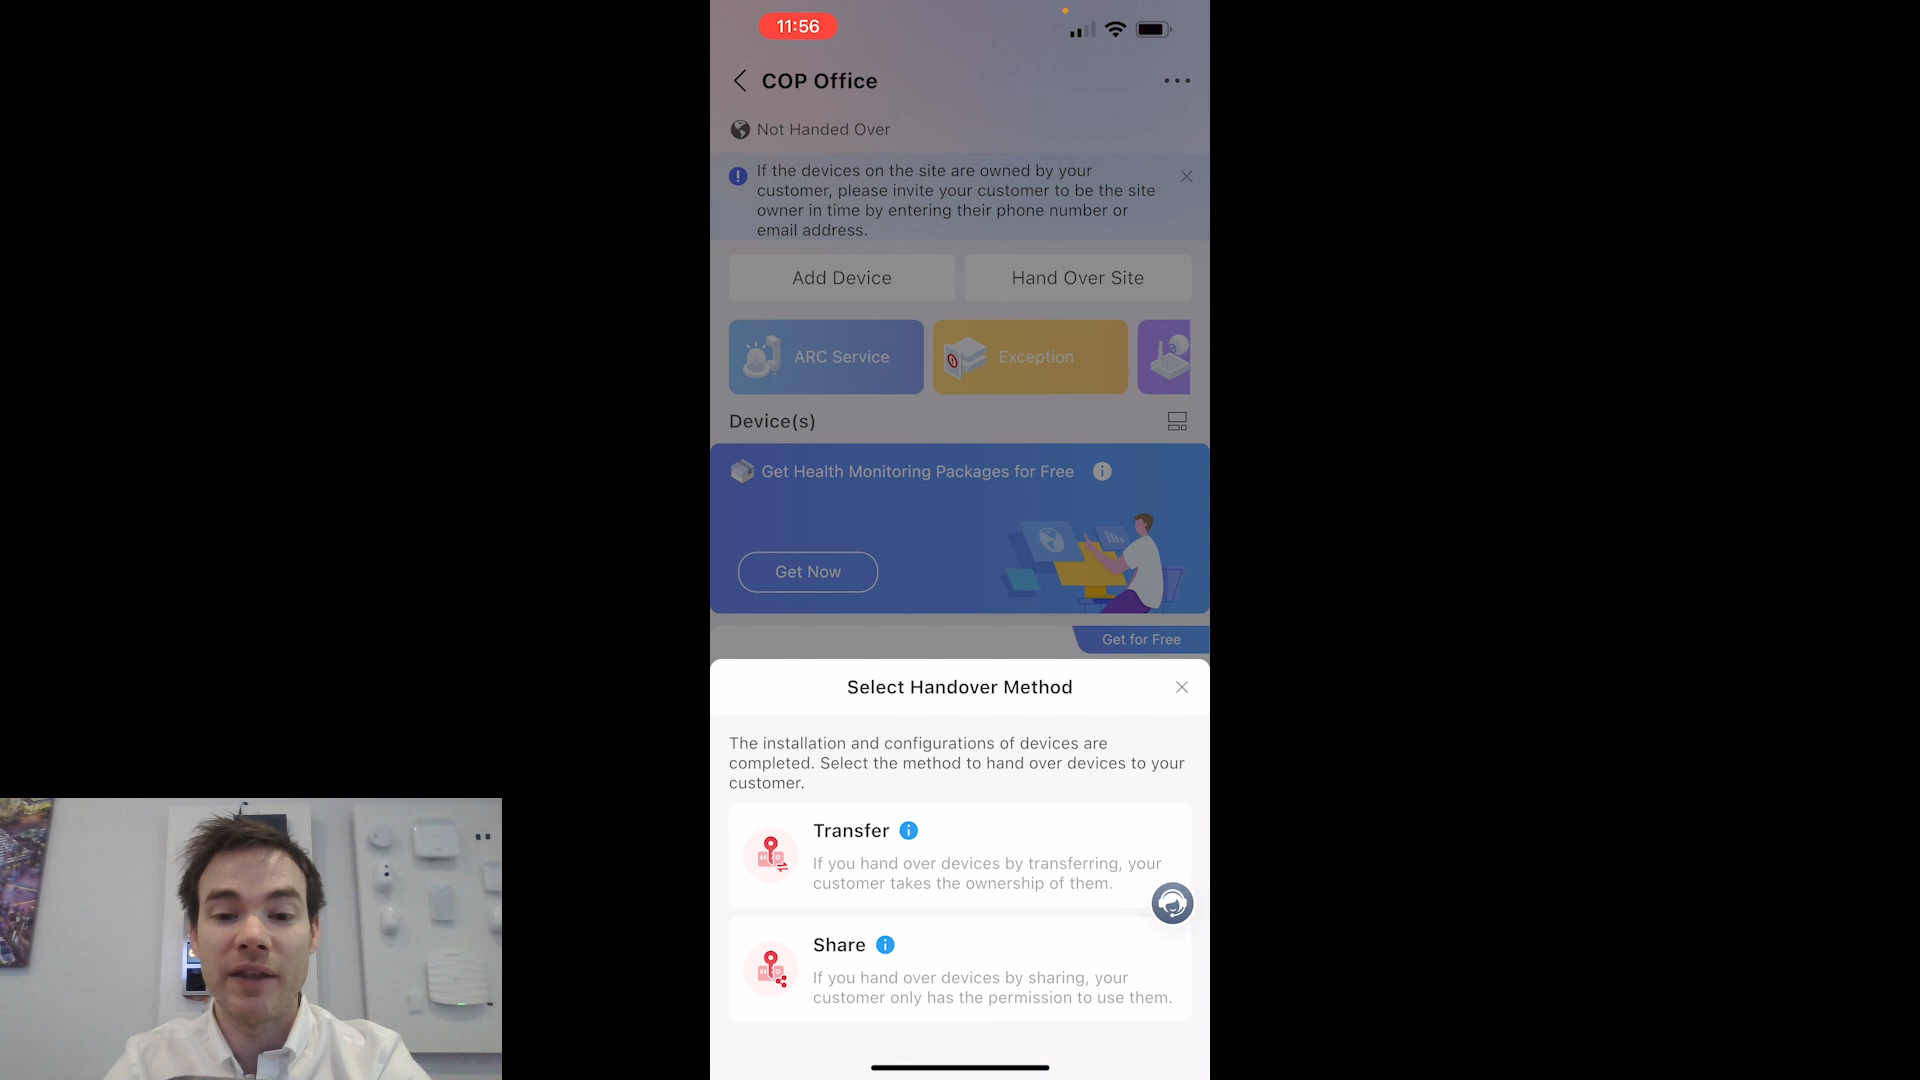 11:56
COP Office
Not Handed Over
If the devices on the site are owned by your
customer, please invite your customer to be the site
owner in time by entering their phone number or
email address.
Add Device
Hand Over Site
ARC Service
Exception
Device(s)
Get Health Monitoring Packages for Free
Get Now
Get for Free
Select Handover Method
The installation and configurations of devices are
completed. Select the method to hand over devices to your
customer.
Transfer
If you hand over devices by transferring, your
customer takes the ownership of them.
Share
If you hand over devices by sharing, your
customer only has the permission to use them.